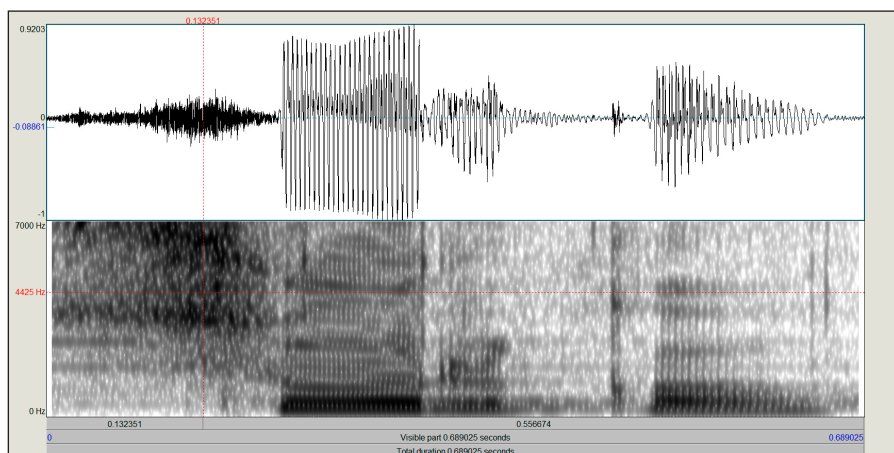 0.132351
0.9203
0
-0.08861
-1
7000 Hz
4425 Hz
0 Hz
0.132351 0.556674
0 Visible part 0.689025 seconds 0.689025
Total duration 0.689025 seconds